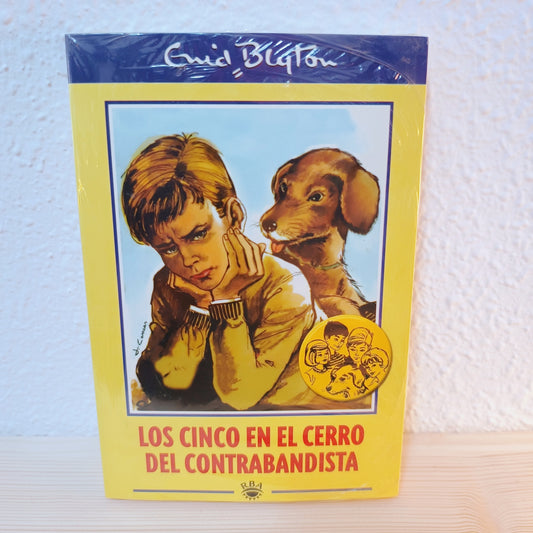 Enid Blyton
LOS CINCO EN EL CERRO
DEL CONTRABANDISTA
RBA